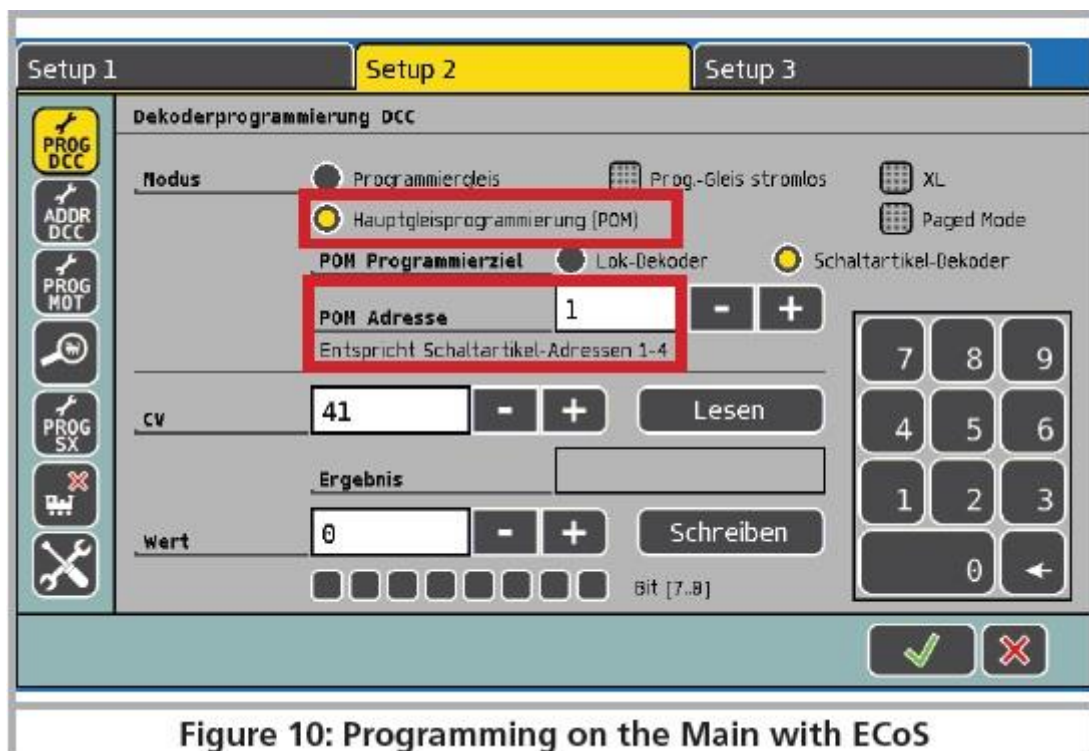 Setup 1 Setup 2 Setup 3
Dekoderprogrammierung DCC
PROG DCC
Modus Programmiergleis Prog.-Gleis stromlos XL
ADDR DCC
Hauptgleisprogrammierung (POM) Paged Mode
POM Programmierziel Lok-Dekoder Schaltartikel-Dekoder
PROG MOT
POM Adresse 1 - +
Entspricht Schaltartikel-Adressen 1-4
7 8 9
CV 41 - + Lesen
PROG SX
4 5 6
Ergebnis
1 2 3
Wert 0 - + Schreiben
0
Bit [7..0]
Figure 10: Programming on the Main with ECoS